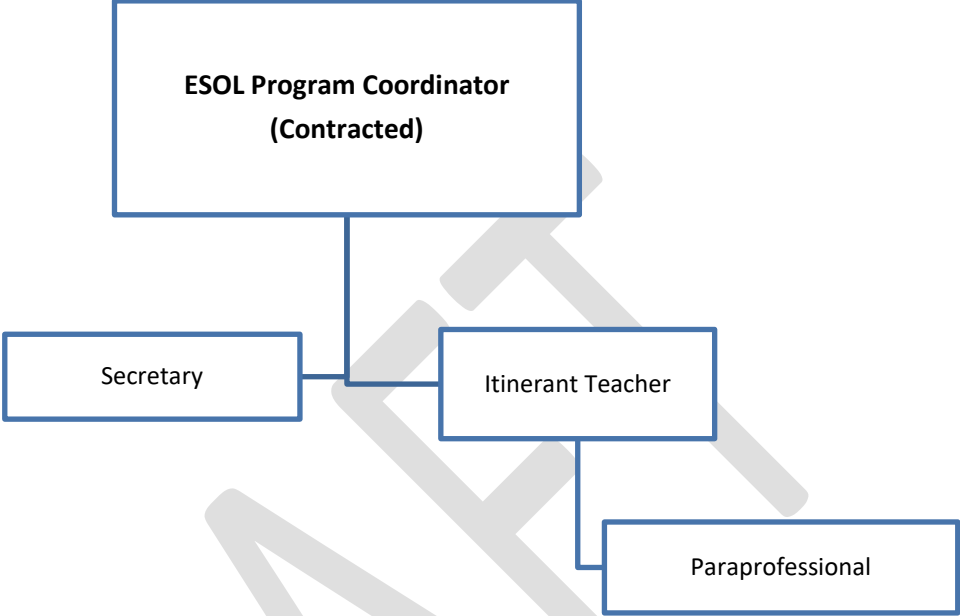 ESOL Program Coordinator
(Contracted)
Secretary
Itinerant Teacher
Paraprofessional